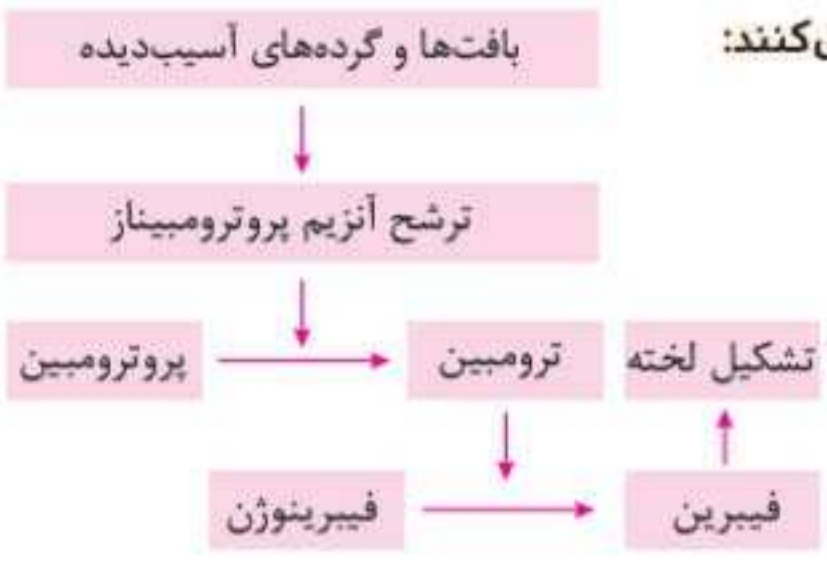 کنند:
بافت‌ها و گرده‌های آسیب‌دیده
ترشح آنزیم پروترومبیناز
پروترومبین
ترومبین
تشکیل لخته
فیبرینوژن
فیبرین